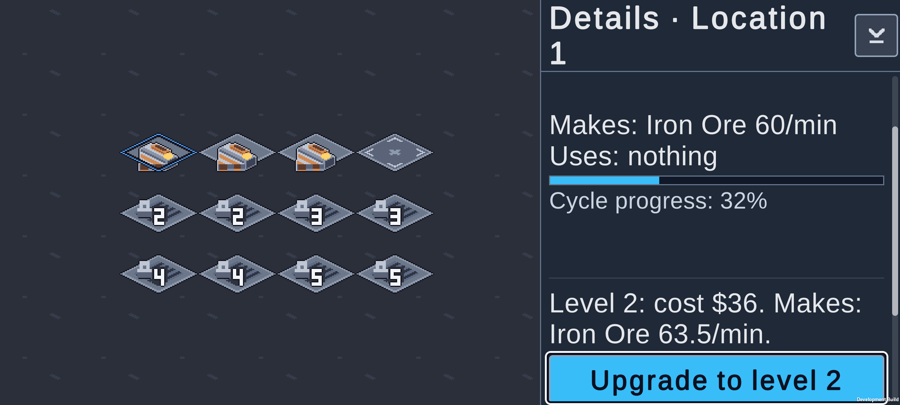 Details · Location
1
Makes: Iron Ore 60/min
Uses: nothing
Cycle progress: 32%
2 2 3 3
4 4 5 5
Level 2: cost $36. Makes:
Iron Ore 63.5/min.
Upgrade to level 2
Development Build